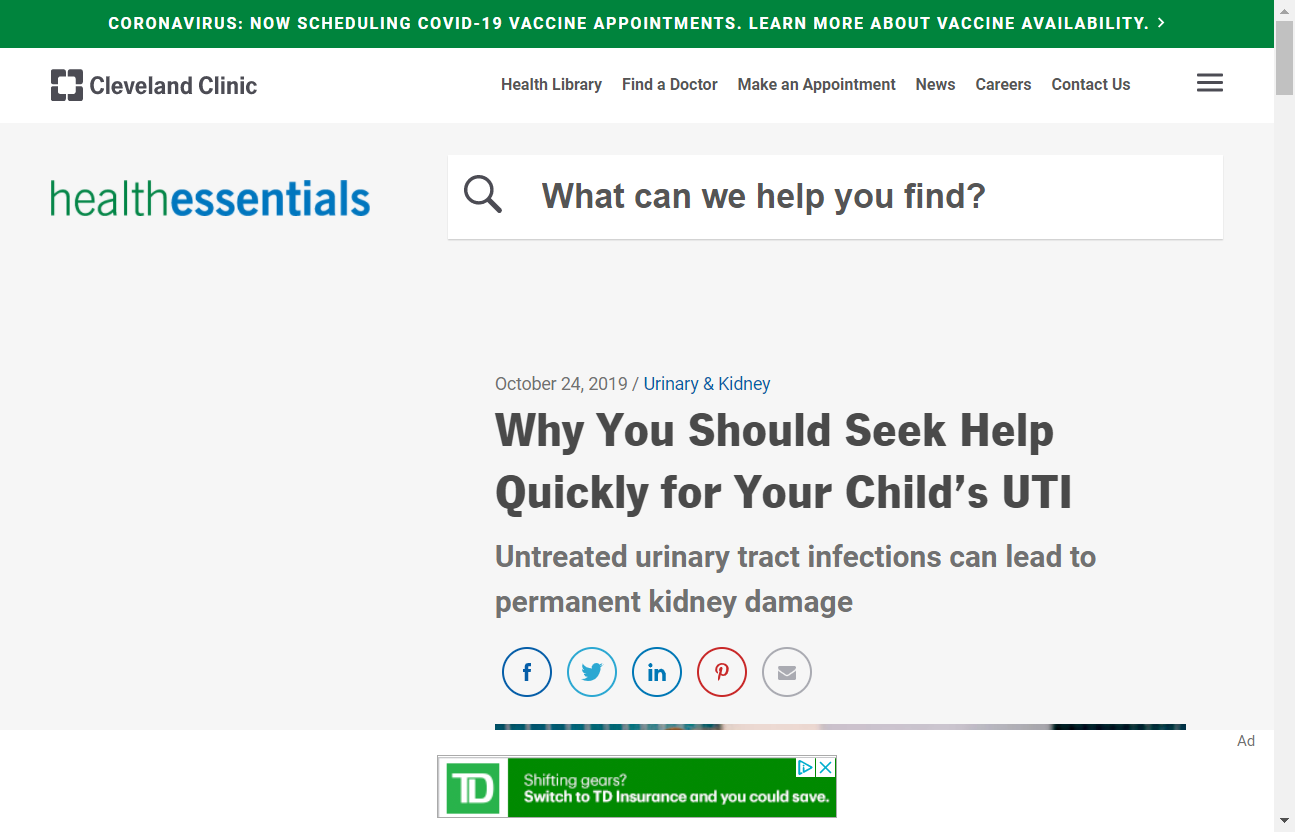 CORONAVIRUS: NOW SCHEDULING COVID-19 VACCINE APPOINTMENTS. LEARN MORE ABOUT VACCINE AVAILABILITY. >
Cleveland Clinic
Health Library Find a Doctor Make an Appointment News Careers Contact Us
healthessentials
What can we help you find?
October 24, 2019 / Urinary & Kidney
Why You Should Seek Help
Quickly for Your Child’s UTI
Untreated urinary tract infections can lead to
permanent kidney damage
Ad
TD
Shifting gears?
Switch to TD Insurance and you could save.